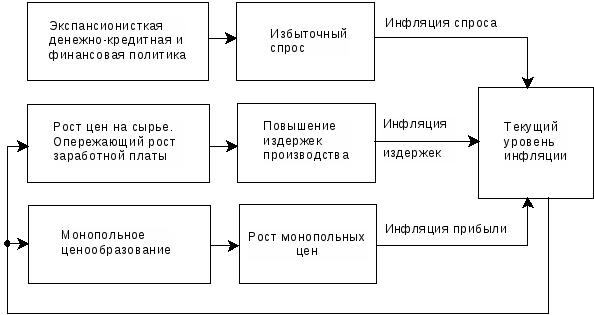 Экспансионисткая
денежно-кредитная и
финансовая политика
Избыточный
спрос
Инфляция спроса
Рост цен на сырье.
Опережающий рост
заработной платы
Повышение
издержек
производства
Инфляция
издержек
Текущий
уровень
инфляции
Монопольное
ценообразование
Рост монопольных
цен
Инфляция прибыли